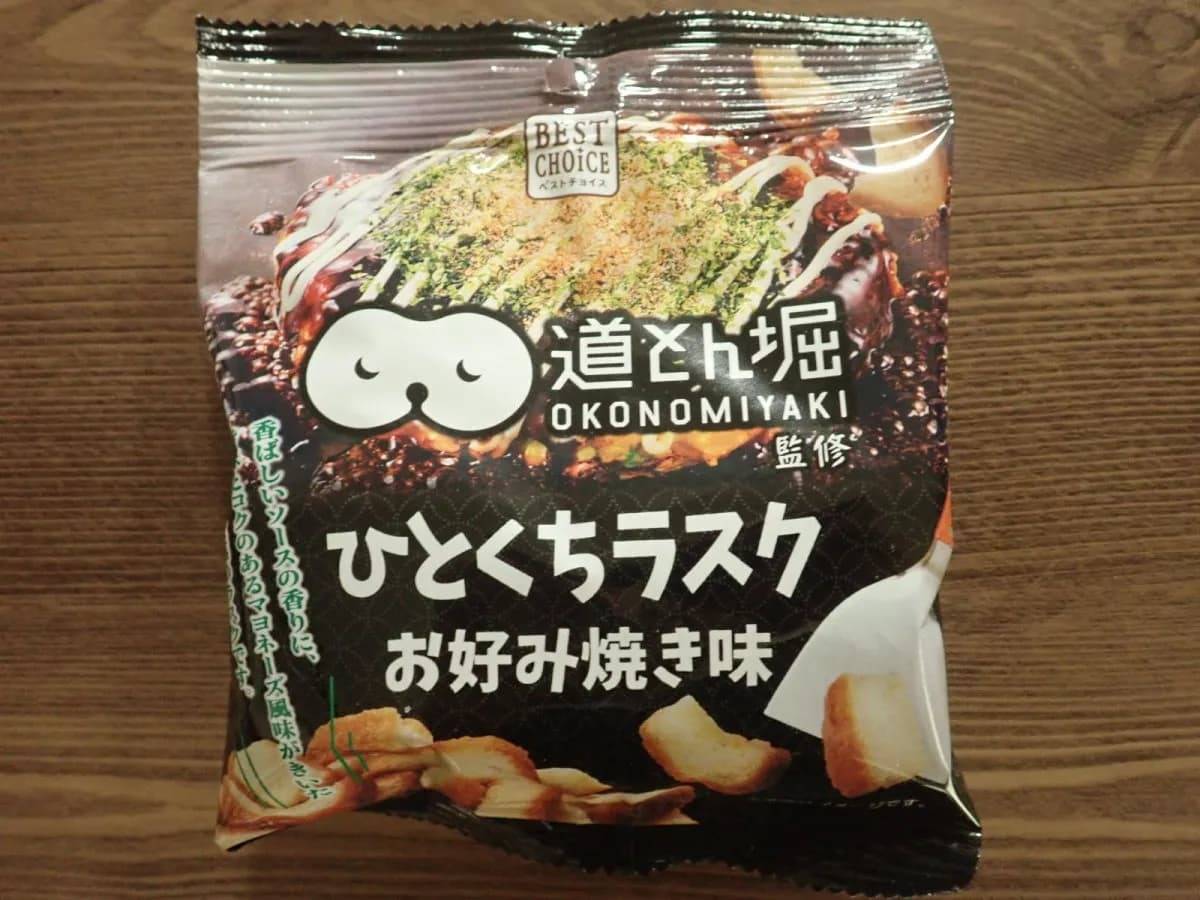 BEST
CHOiCE
ベストチョイス
道とん堀
OKONOMIYAKI
監修
ひとくちラスク
お好み焼き味
香ばしいソースの香りに、
コクのあるマヨネーズ風味がきいた
です。